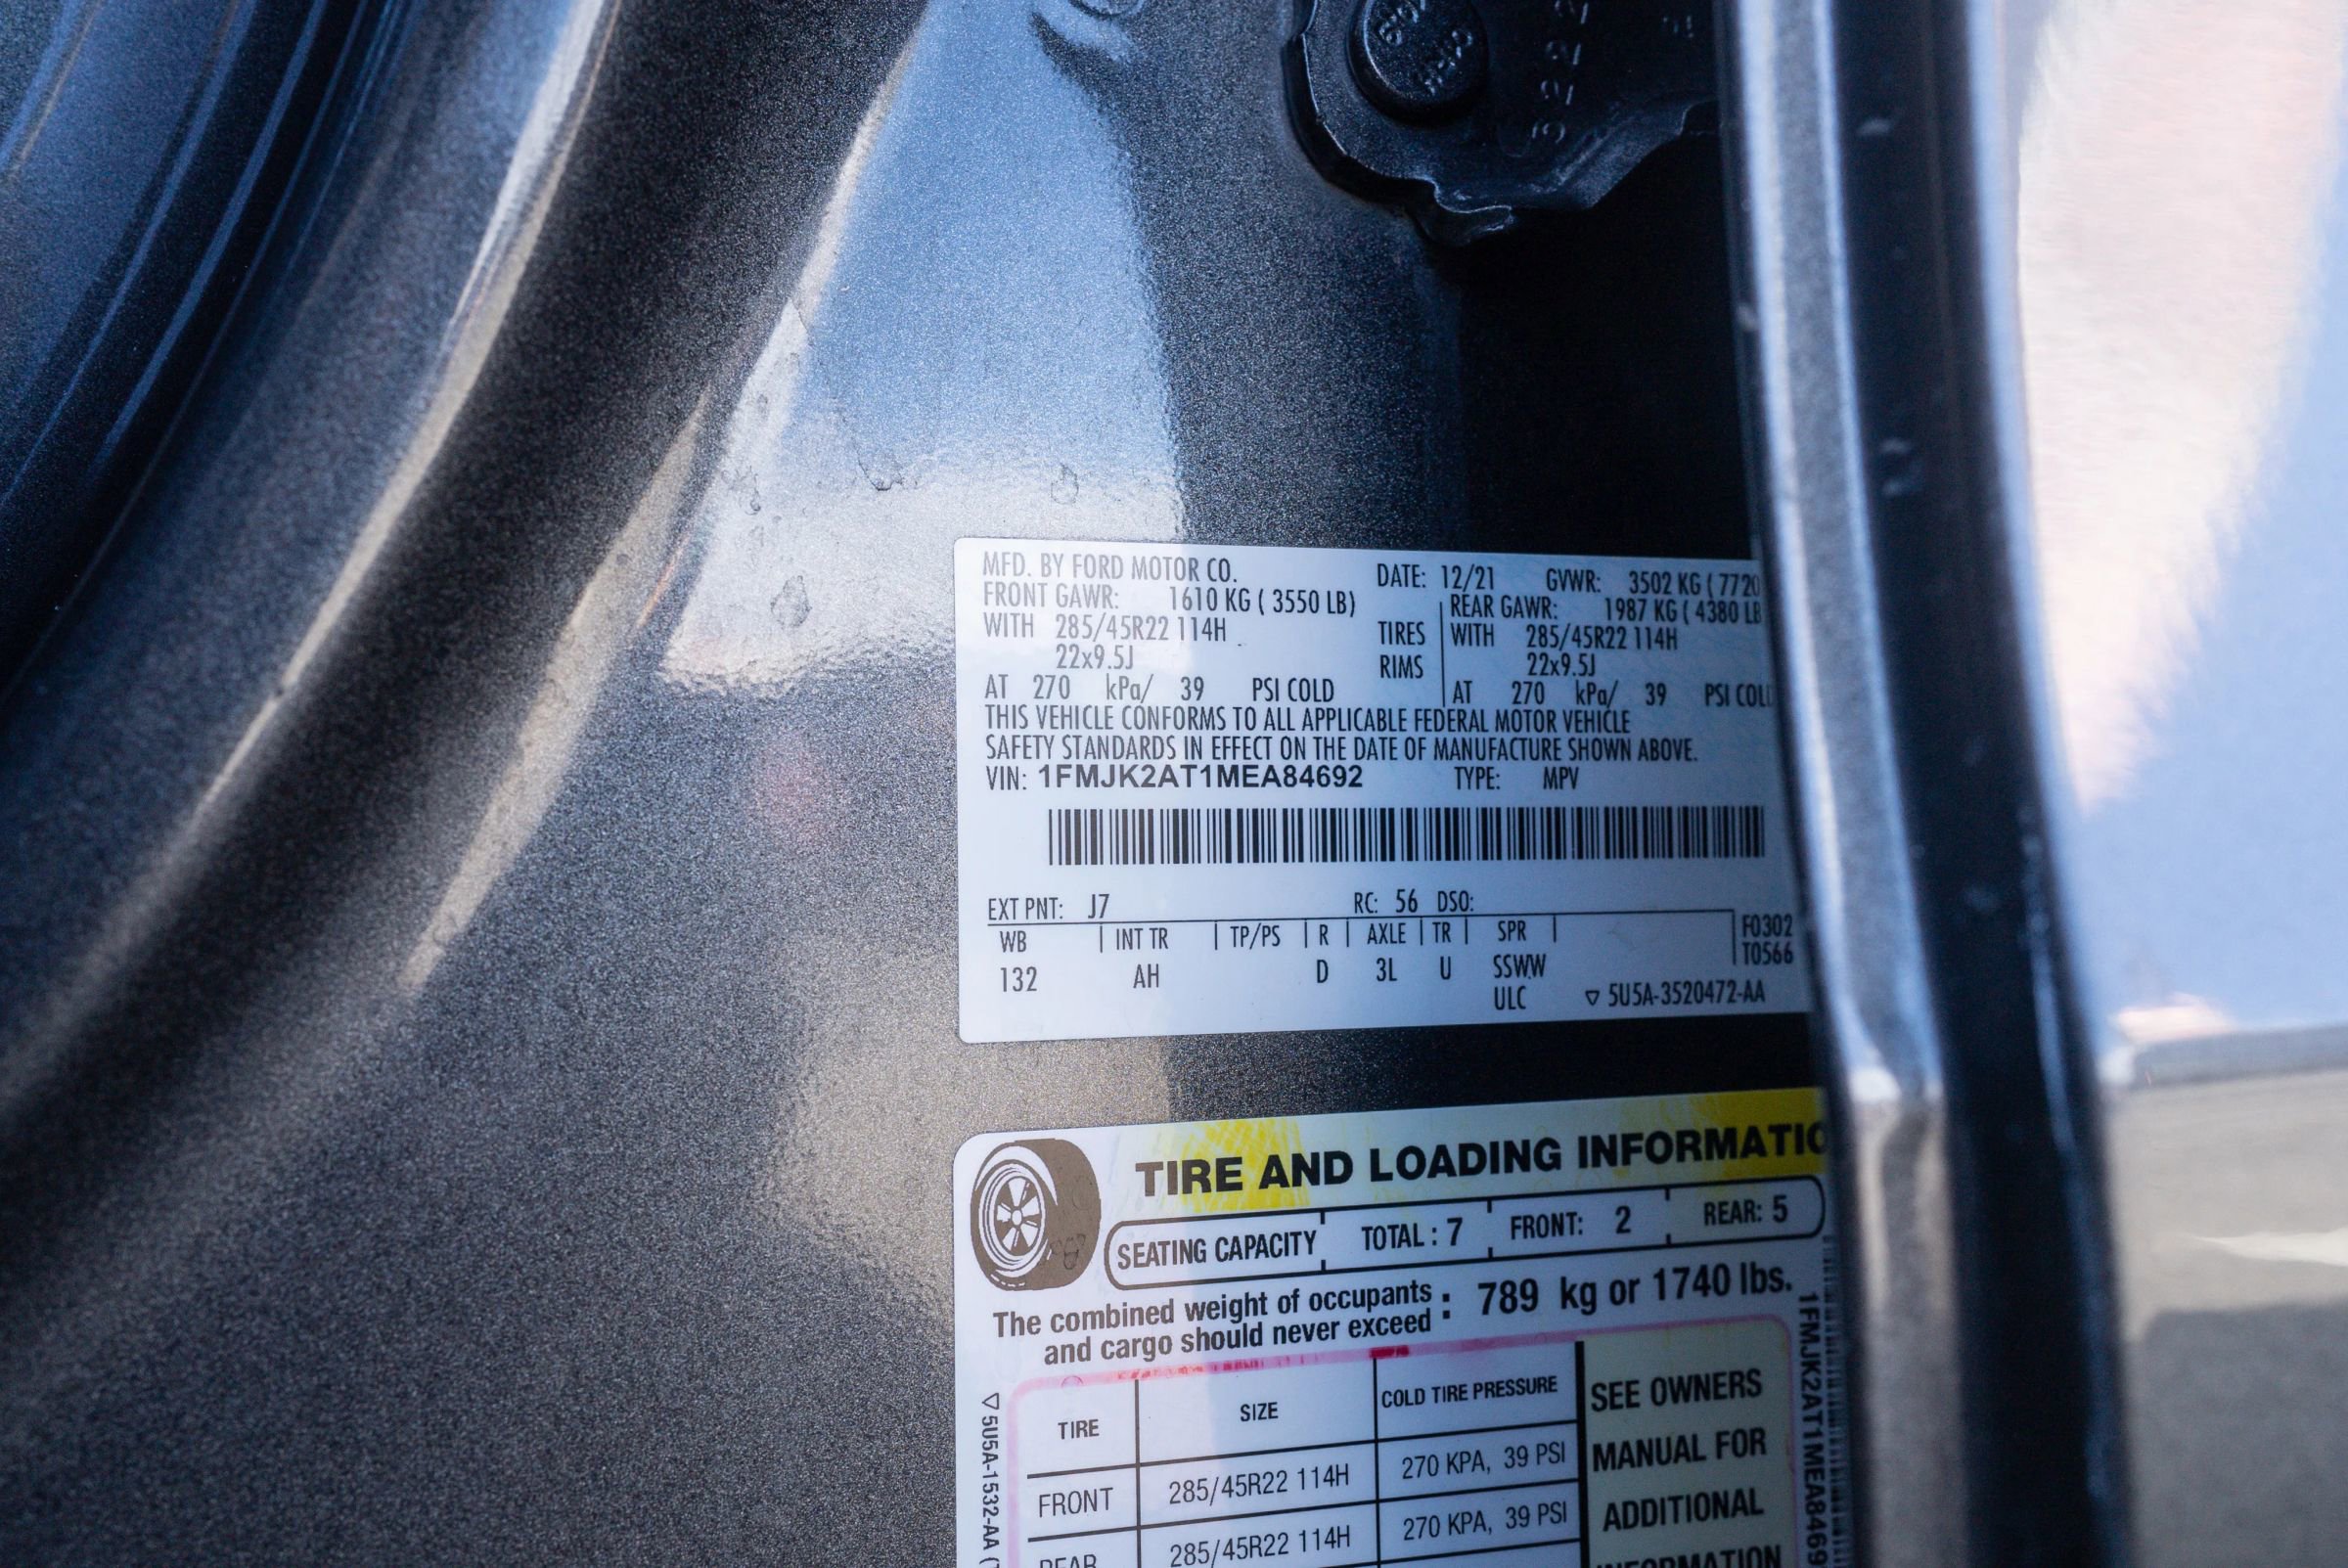 3222
MFD. BY FORD MOTOR CO. DATE: 12/21 GVWR: 3502 KG ( 7720
FRONT GAWR: 1610 KG ( 3550 LB) REAR GAWR: 1987 KG ( 4380 LB
WITH 285/45R22 114H TIRES WITH 285/45R22 114H
22x9.5J RIMS 22x9.5J
AT 270 kPa/ 39 PSI COLD AT 270 kPa/ 39 PSI COL
THIS VEHICLE CONFORMS TO ALL APPLICABLE FEDERAL MOTOR VEHICLE
SAFETY STANDARDS IN EFFECT ON THE DATE OF MANUFACTURE SHOWN ABOVE.
VIN: 1FMJK2AT1MEA84692 TYPE: MPV
EXT PNT: J7 RC: 56 DSO:
WB INT TR TP/PS R AXLE TR SPR F0302
T0566
132 AH D 3L U SSWW
ULC ▽ 5U5A-3520472-AA
TIRE AND LOADING INFORMATIO
SEATING CAPACITY TOTAL : 7 FRONT: 2 REAR: 5
The combined weight of occupants
and cargo should never exceed : 789 kg or 1740 lbs.
TIRE SIZE COLD TIRE PRESSURE SEE OWNERS
MANUAL FOR
FRONT 285/45R22 114H 270 KPA, 39 PSI
ADDITIONAL
REAR 285/45R22 114H 270 KPA, 39 PSI
INFORMATION
▽ 5U5A-1532-AA (
1FMJK2AT1MEA8469